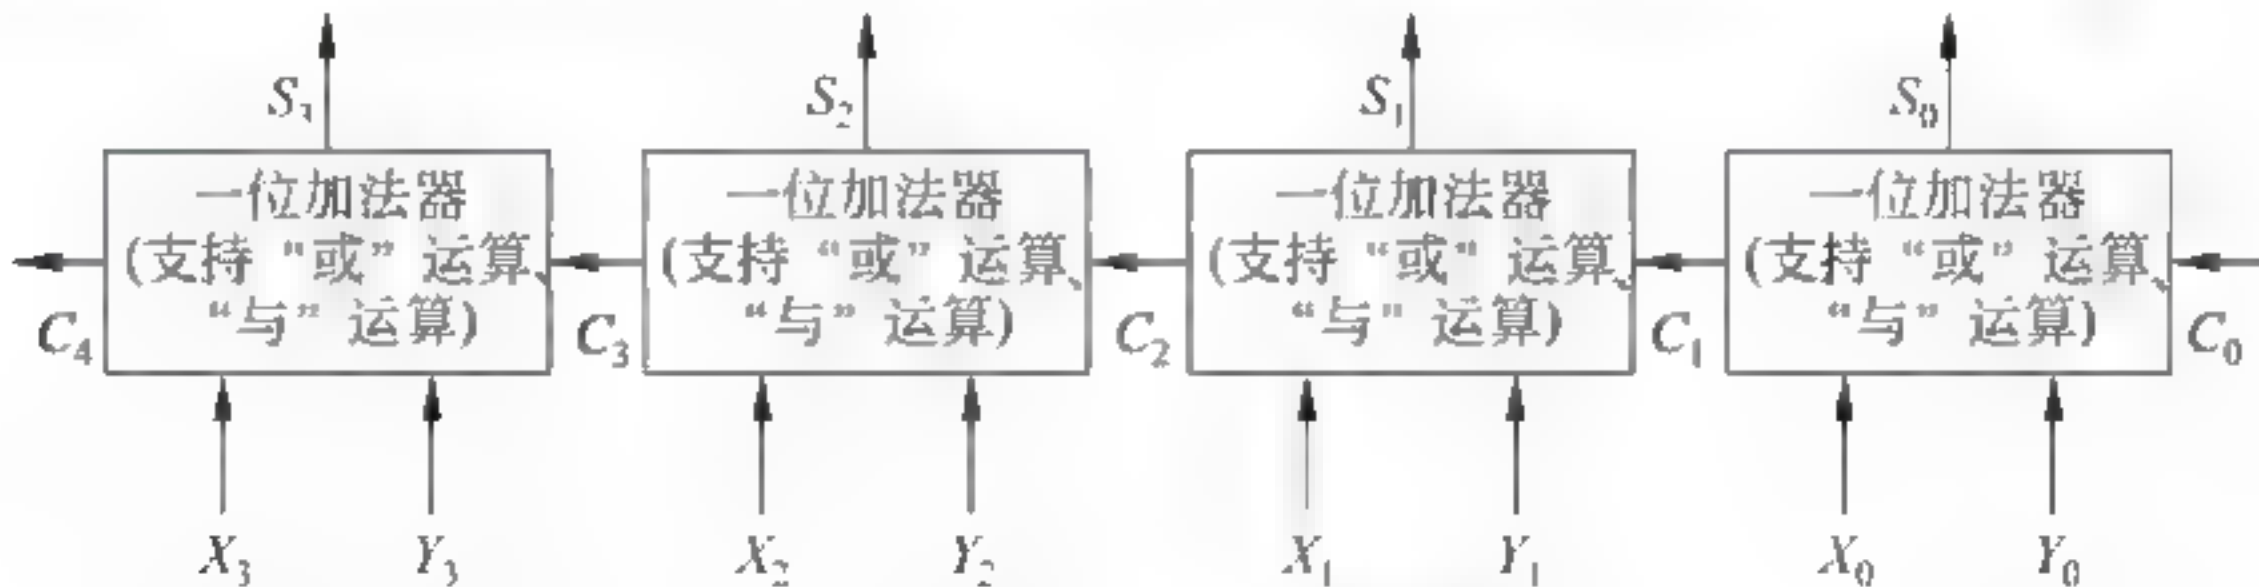 S₃ S₂ S₁ S₀
一位加法器 一位加法器 一位加法器 一位加法器
(支持“或”运算、 (支持“或”运算、 (支持“或”运算、 (支持“或”运算、
“与”运算) “与”运算) “与”运算) “与”运算)
C₄ C₃ C₂ C₁ C₀
X₃ Y₃ X₂ Y₂ X₁ Y₁ X₀ Y₀